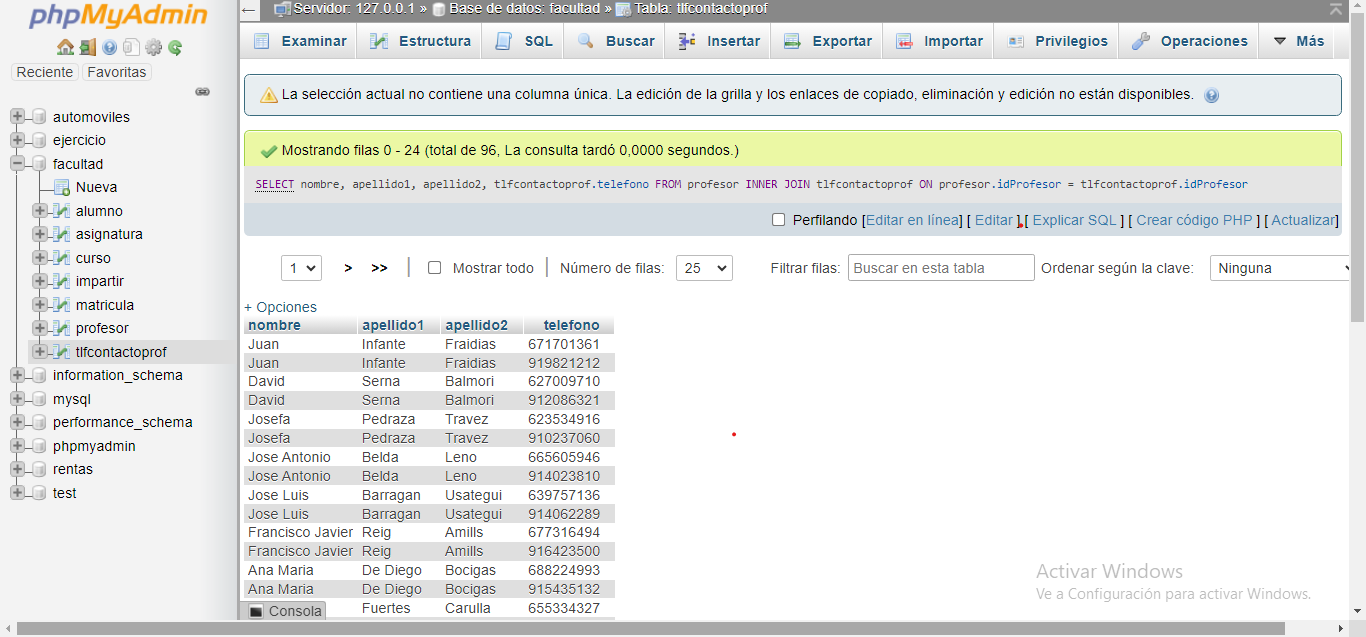 phpMyAdmin
Reciente Favoritas
automoviles
ejercicio
facultad
Nueva
alumno
asignatura
curso
impartir
matricula
profesor
tlfcontactoprof
information_schema
mysql
performance_schema
phpmyadmin
rentas
test
Servidor: 127.0.0.1 » Base de datos: facultad » Tabla: tlfcontactoprof
Examinar Estructura SQL Buscar Insertar Exportar Importar Privilegios Operaciones Más
La selección actual no contiene una columna única. La edición de la grilla y los enlaces de copiado, eliminación y edición no están disponibles.
Mostrando filas 0 - 24 (total de 96, La consulta tardó 0,0000 segundos.)
SELECT nombre, apellido1, apellido2, tlfcontactoprof.telefono FROM profesor INNER JOIN tlfcontactoprof ON profesor.idProfesor = tlfcontactoprof.idProfesor
Perfilando [Editar en línea] [ Editar ] [ Explicar SQL ] [ Crear código PHP ] [ Actualizar]
1 > >> | Mostrar todo | Número de filas: 25 Filtrar filas: Buscar en esta tabla Ordenar según la clave: Ninguna
+ Opciones
nombre apellido1 apellido2 telefono
Juan Infante Fraidias 671701361
Juan Infante Fraidias 919821212
David Serna Balmori 627009710
David Serna Balmori 912086321
Josefa Pedraza Travez 623534916
Josefa Pedraza Travez 910237060
Jose Antonio Belda Leno 665605946
Jose Antonio Belda Leno 914023810
Jose Luis Barragan Usategui 639757136
Jose Luis Barragan Usategui 914062289
Francisco Javier Reig Amills 677316494
Francisco Javier Reig Amills 916423500
Ana Maria De Diego Bocigas 688224993
Ana Maria De Diego Bocigas 915435132
Fuertes Carulla 655334327
Consola
Activar Windows
Ve a Configuración para activar Windows.